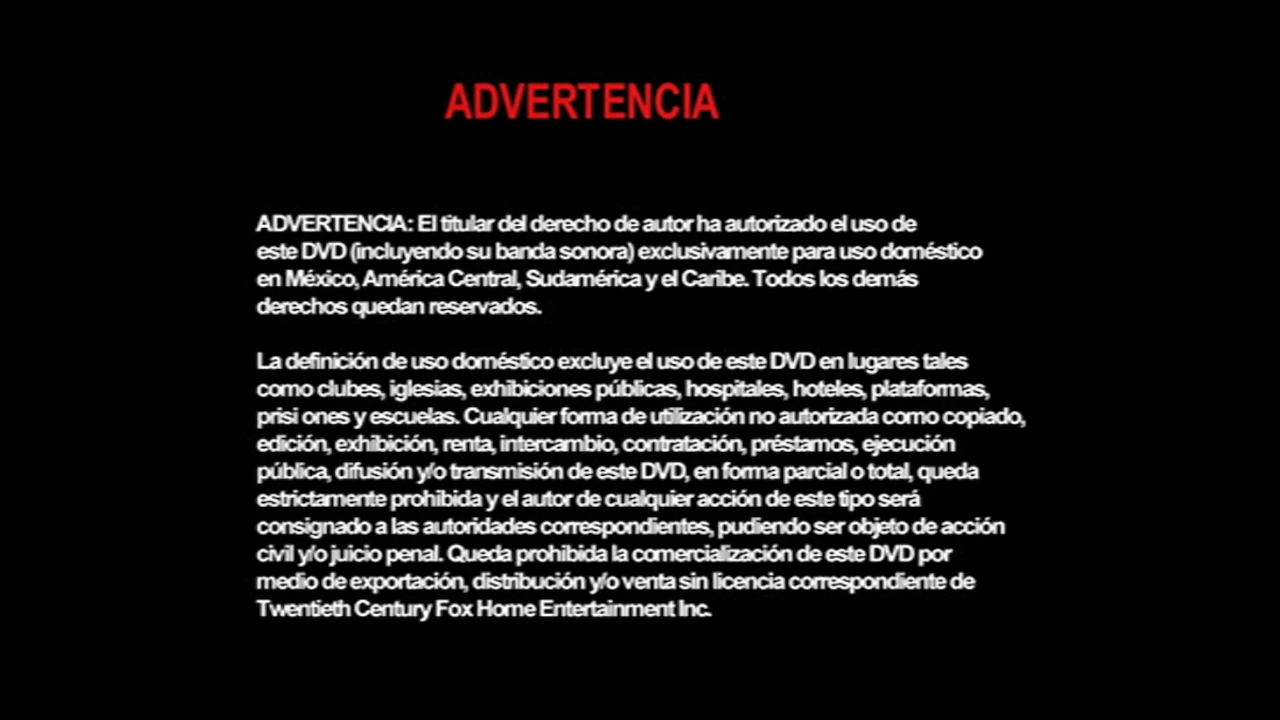 ADVERTENCIA
ADVERTENCIA: El titular del derecho de autor ha autorizado el uso de
este DVD (incluyendo su banda sonora) exclusivamente para uso doméstico
en México, América Central, Sudamérica y el Caribe. Todos los demás
derechos quedan reservados.
La definición de uso doméstico excluye el uso de este DVD en lugares tales
como clubes, iglesias, exhibiciones públicas, hospitales, hoteles, plataformas,
prisi ones y escuelas. Cualquier forma de utilización no autorizada como copiado,
edición, exhibición, renta, intercambio, contratación, préstamos, ejecución
pública, difusión y/o transmisión de este DVD, en forma parcial o total, queda
estrictamente prohibida y el autor de cualquier acción de este tipo será
consignado a las autoridades correspondientes, pudiendo ser objeto de acción
civil y/o juicio penal. Queda prohibida la comercialización de este DVD por
medio de exportación, distribución y/o venta sin licencia correspondiente de
Twentieth Century Fox Home Entertainment Inc.